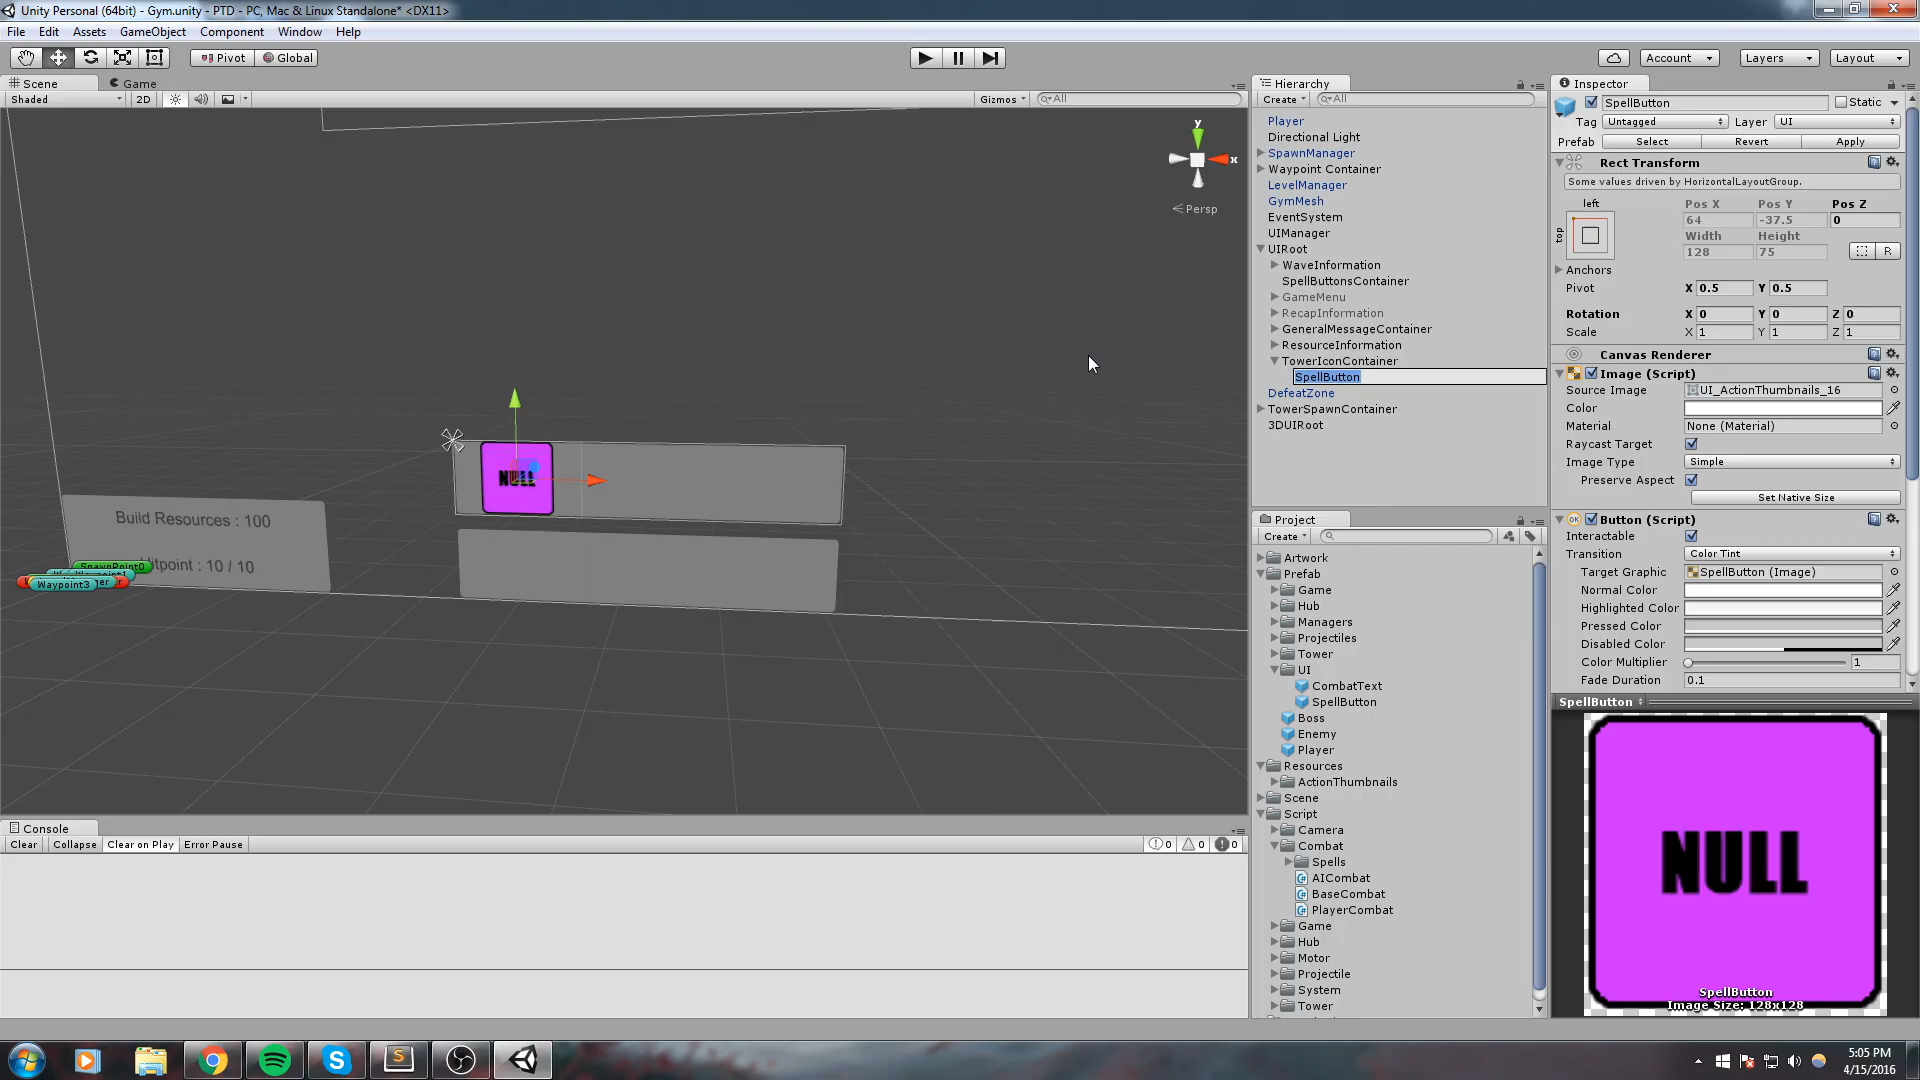 Unity Personal (64bit) - Gym.unity - PTD - PC, Mac & Linux Standalone* <DX11>
File Edit Assets GameObject Component Window Help
Pivot Global Account Layers Layout
Scene Game
Shaded 2D Gizmos All
y
x
Persp
NULL
Build Resources : 100
itpoint : 10 / 10
SpawnPoint0
Waypoint3
Console
Clear Collapse Clear on Play Error Pause 0 0 0
Hierarchy
Create All
Player
Directional Light
SpawnManager
Waypoint Container
LevelManager
GymMesh
EventSystem
UIManager
UIRoot
WaveInformation
SpellButtonsContainer
GameMenu
RecapInformation
GeneralMessageContainer
ResourceInformation
TowerIconContainer
SpellButton
DefeatZone
TowerSpawnContainer
3DUIRoot
Project
Create
Artwork
Prefab
Game
Hub
Managers
Projectiles
Tower
UI
CombatText
SpellButton
Boss
Enemy
Player
Resources
ActionThumbnails
Scene
Script
Camera
Combat
Spells
AICombat
BaseCombat
PlayerCombat
Game
Hub
Motor
Projectile
System
Tower
Inspector
SpellButton Static
Tag Untagged Layer UI
Prefab Select Revert Apply
Rect Transform
Some values driven by HorizontalLayoutGroup.
left Pos X Pos Y Pos Z
top 64 -37.5 0
Width Height
128 75 R
Anchors
Pivot X 0.5 Y 0.5
Rotation X 0 Y 0 Z 0
Scale X 1 Y 1 Z 1
Canvas Renderer
Image (Script)
Source Image UI_ActionThumbnails_16
Color
Material None (Material)
Raycast Target
Image Type Simple
Preserve Aspect
Set Native Size
OK Button (Script)
Interactable
Transition Color Tint
Target Graphic SpellButton (Image)
Normal Color
Highlighted Color
Pressed Color
Disabled Color
Color Multiplier 1
Fade Duration 0.1
SpellButton
NULL
SpellButton
Image Size: 128x128
5:05 PM
4/15/2016